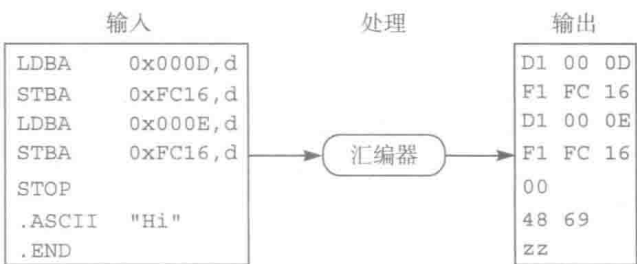 输入 处理 输出
LDBA 0x000D,d
STBA 0xFC16,d
LDBA 0x000E,d
STBA 0xFC16,d
STOP
.ASCII "Hi"
.END
汇编器
D1 00 0D
F1 FC 16
D1 00 0E
F1 FC 16
00
48 69
zz